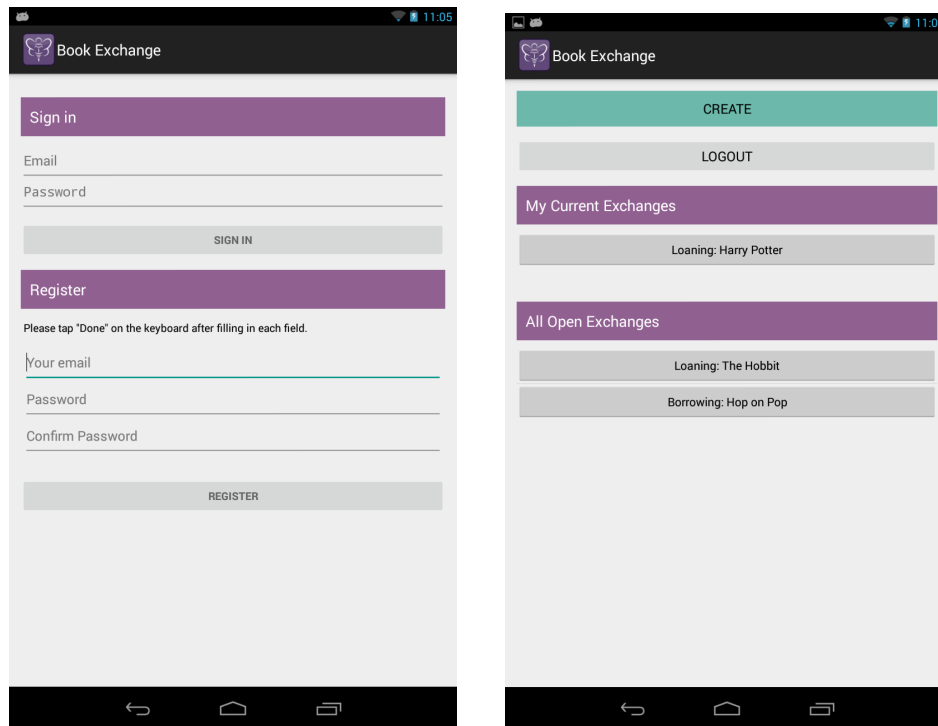 11:05
Book Exchange
Sign in
Email
Password
SIGN IN
Register
Please tap "Done" on the keyboard after filling in each field.
Your email
Password
Confirm Password
REGISTER
11:0
Book Exchange
CREATE
LOGOUT
My Current Exchanges
Loaning: Harry Potter
All Open Exchanges
Loaning: The Hobbit
Borrowing: Hop on Pop